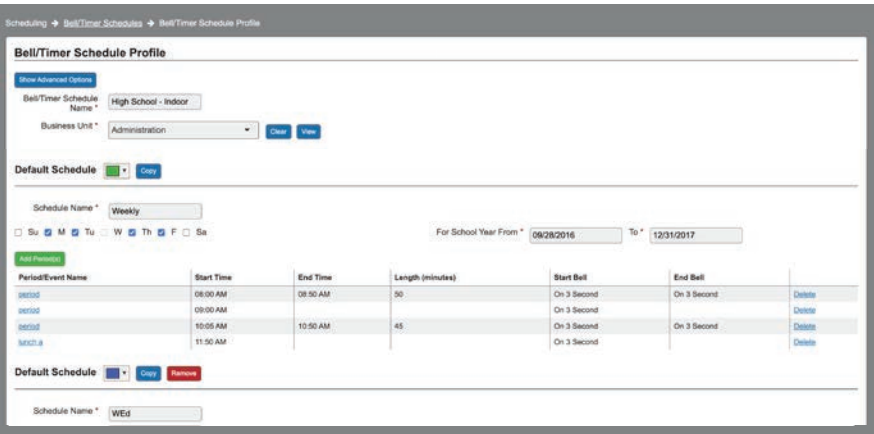 Scheduling → Bell/Timer Schedules → Bell/Timer Schedule Profile
Bell/Timer Schedule Profile
Show Advanced Options
Bell/Timer Schedule Name * High School - Indoor
Business Unit * Administration Clear View
Default Schedule Copy
Schedule Name * Weekly
Su M Tu W Th F Sa For School Year From * 09/28/2016 To * 12/31/2017
Add Period(s)
Period/Event Name Start Time End Time Length (minutes) Start Bell End Bell
period 08:00 AM 08:50 AM 50 On 3 Second On 3 Second Delete
period 09:00 AM On 3 Second Delete
period 10:05 AM 10:50 AM 45 On 3 Second On 3 Second Delete
lunch a 11:50 AM On 3 Second Delete
Default Schedule Copy Remove
Schedule Name * WEd